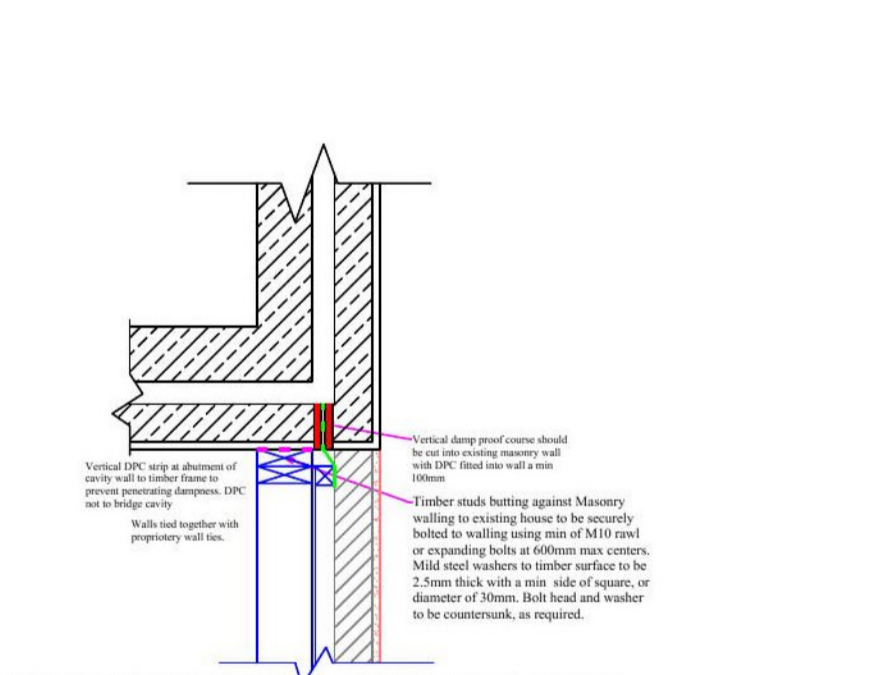 Vertical damp proof course should
be cut into existing masonry wall
with DPC fitted into wall a min
100mm
Vertical DPC strip at abutment of
cavity wall to timber frame to
prevent penetrating dampness. DPC
not to bridge cavity
Walls tied together with
propriotery wall ties.
Timber studs butting against Masonry
walling to existing house to be securely
bolted to walling using min of M10 rawl
or expanding bolts at 600mm max centers.
Mild steel washers to timber surface to be
2.5mm thick with a min side of square, or
diameter of 30mm. Bolt head and washer
to be countersunk, as required.